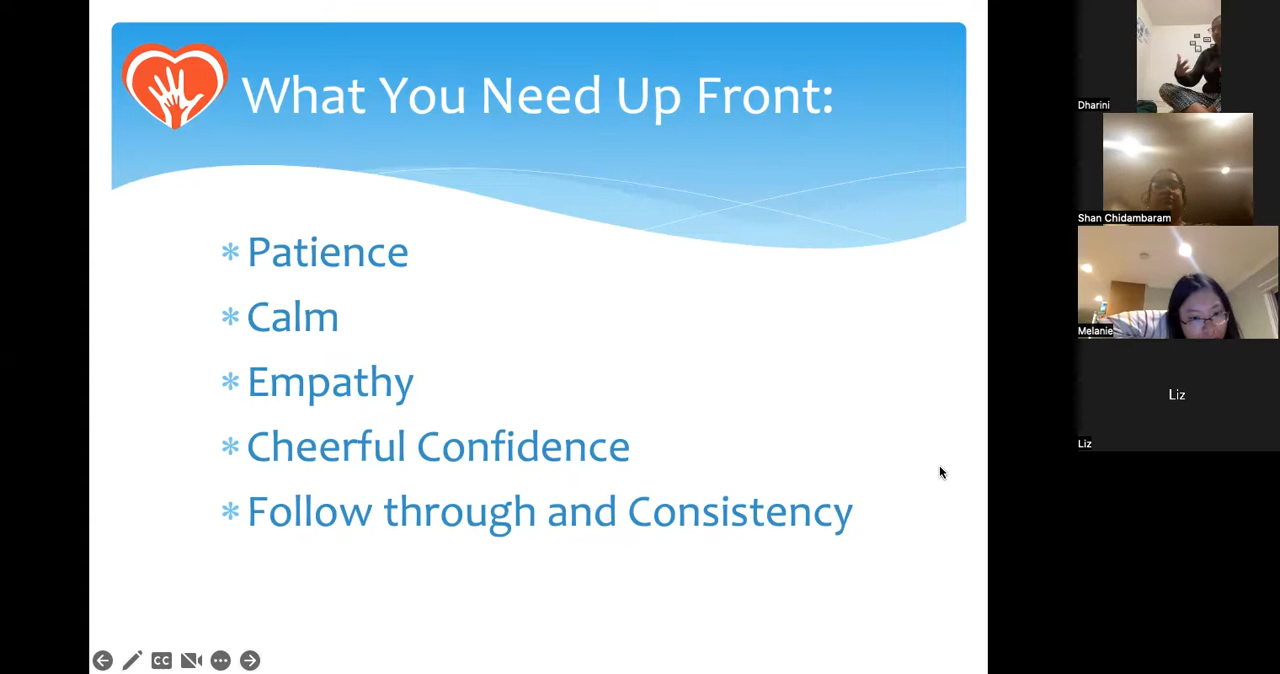 What You Need Up Front:
* Patience
* Calm
* Empathy
* Cheerful Confidence
* Follow through and Consistency
CC
Dharini
Shan Chidambaram
Melanie
Liz
Liz